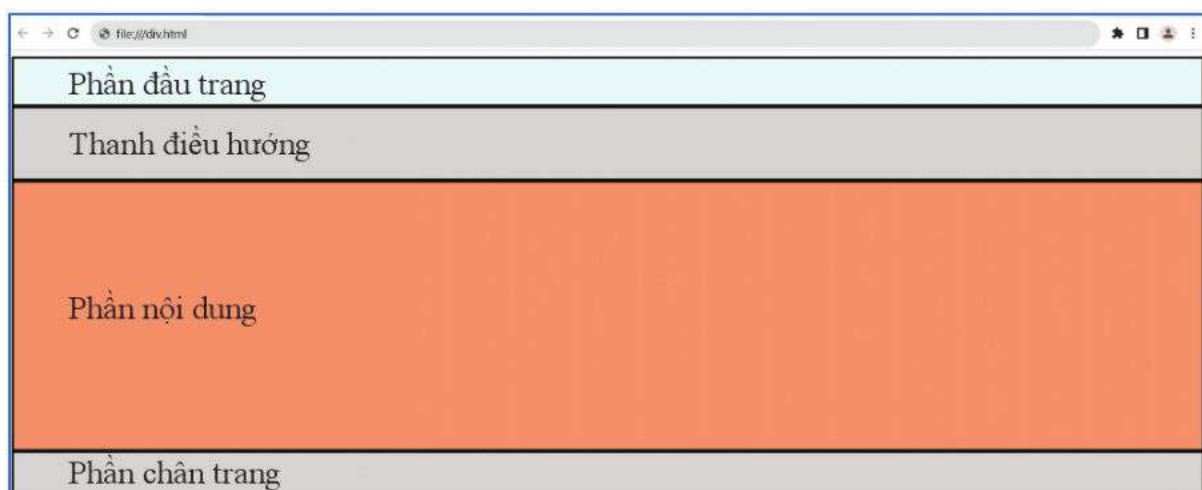 file:///div.html
Phần đầu trang
Thanh điều hướng
Phần nội dung
Phần chân trang